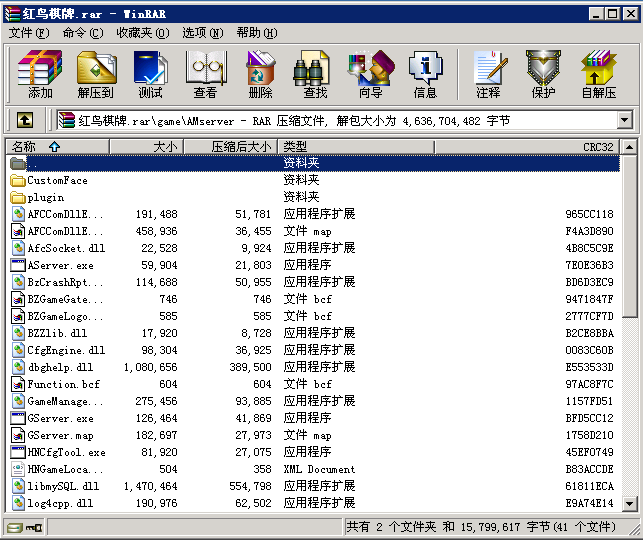 红鸟棋牌.rar - WinRAR
文件(F) 命令(C) 收藏夹(O) 选项(N) 帮助(H)
添加 解压到 测试 查看 删除 查找 向导 信息 注释 保护 自解压
红鸟棋牌.rar\game\AMserver - RAR 压缩文件, 解包大小为 4,636,704,482 字节
名称 大小 压缩后大小 类型 CRC32
.. 资料夹
CustomFace 资料夹
plugin 资料夹
AFCComDllE... 191,488 51,781 应用程序扩展 965CC118
AFCComDllE... 458,936 36,455 文件 map F4A3D890
AfcSocket.dll 22,528 9,924 应用程序扩展 4B8C5C9E
AServer.exe 59,904 21,803 应用程序 7E0E36B3
BzCrashRpt... 114,688 50,955 应用程序扩展 BD6D3EC9
BZGameGate... 746 746 文件 bcf 9471847F
BZGameLogo... 585 585 文件 bcf 2777CF7D
BZZlib.dll 17,920 8,728 应用程序扩展 B2CE8BBA
CfgEngine.dll 98,304 36,925 应用程序扩展 0083C60B
dbghelp.dll 1,080,656 389,500 应用程序扩展 E553533D
Function.bcf 604 604 文件 bcf 97AC8F7C
GameManage... 275,456 93,885 应用程序扩展 1157FD51
GServer.exe 126,464 41,869 应用程序 BFD5CC12
GServer.map 182,697 27,973 文件 map 1758D210
HNCfgTool.exe 81,920 27,075 应用程序 45EF0749
HNGameLoca... 504 358 XML Document B83ACCDE
libmySQL.dll 1,470,464 554,798 应用程序扩展 61811ECA
log4cpp.dll 190,976 62,502 应用程序扩展 E9A74E14
共有 2 个文件夹 和 15,799,617 字节(41 个文件)